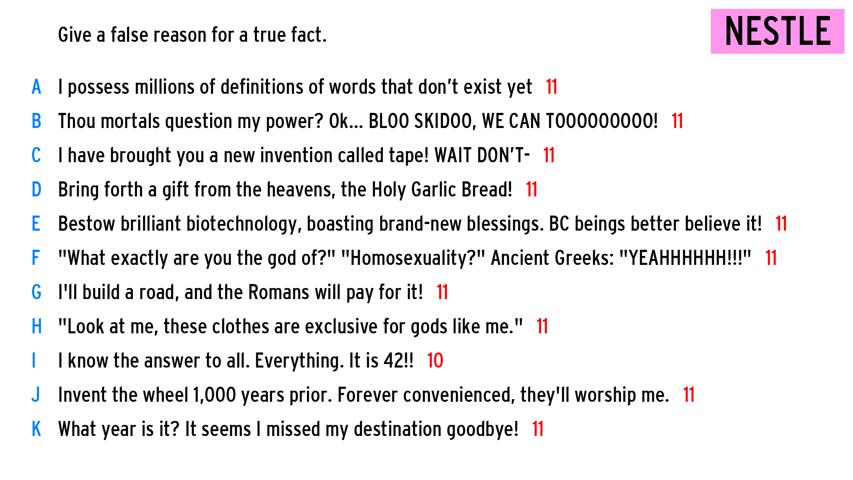 Give a false reason for a true fact.
NESTLE
A I possess millions of definitions of words that don't exist yet 11
B Thou mortals question my power? Ok... BLOO SKIDOO, WE CAN TOOOOOOOOO! 11
C I have brought you a new invention called tape! WAIT DON'T- 11
D Bring forth a gift from the heavens, the Holy Garlic Bread! 11
E Bestow brilliant biotechnology, boasting brand-new blessings. BC beings better believe it! 11
F "What exactly are you the god of?" "Homosexuality?" Ancient Greeks: "YEAHHHHHH!!!" 11
G I'll build a road, and the Romans will pay for it! 11
H "Look at me, these clothes are exclusive for gods like me." 11
I I know the answer to all. Everything. It is 42!! 10
J Invent the wheel 1,000 years prior. Forever convenienced, they'll worship me. 11
K What year is it? It seems I missed my destination goodbye! 11